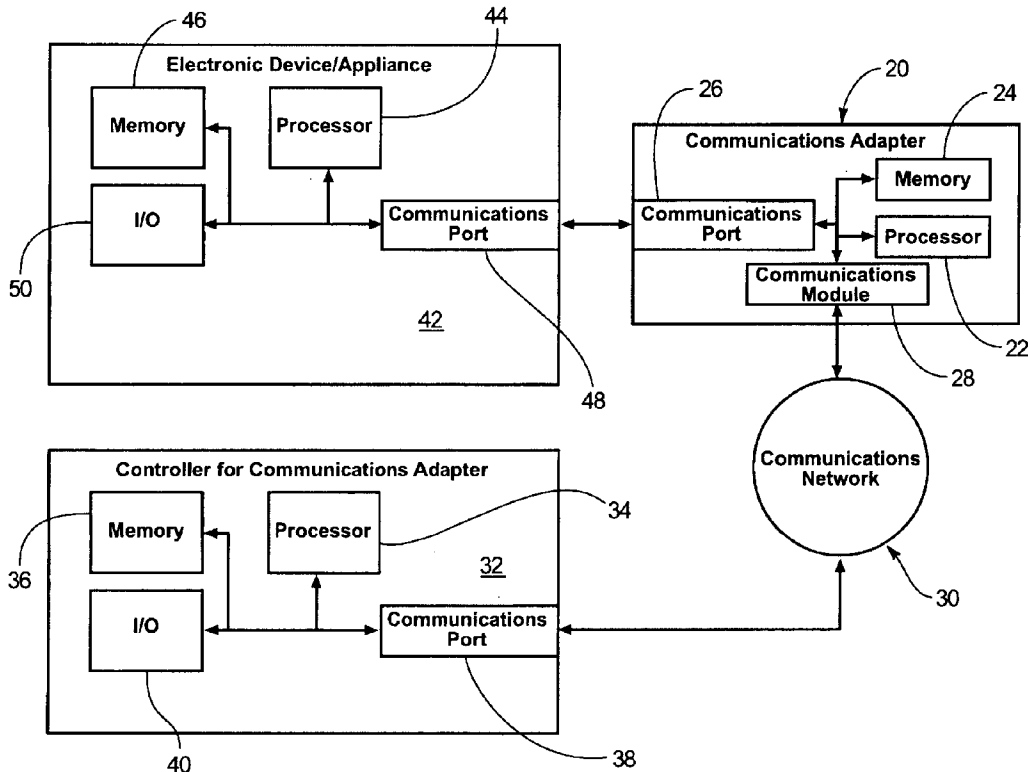 46
44
Electronic Device/Appliance
Memory
Processor
I/O
Communications
Port
50
42
48
26
20
24
Communications Adapter
Memory
Communications
Port
Processor
Communications
Module
22
28
Communications
Network
30
Controller for Communications Adapter
Memory
Processor
34
36
32
I/O
Communications
Port
40
38